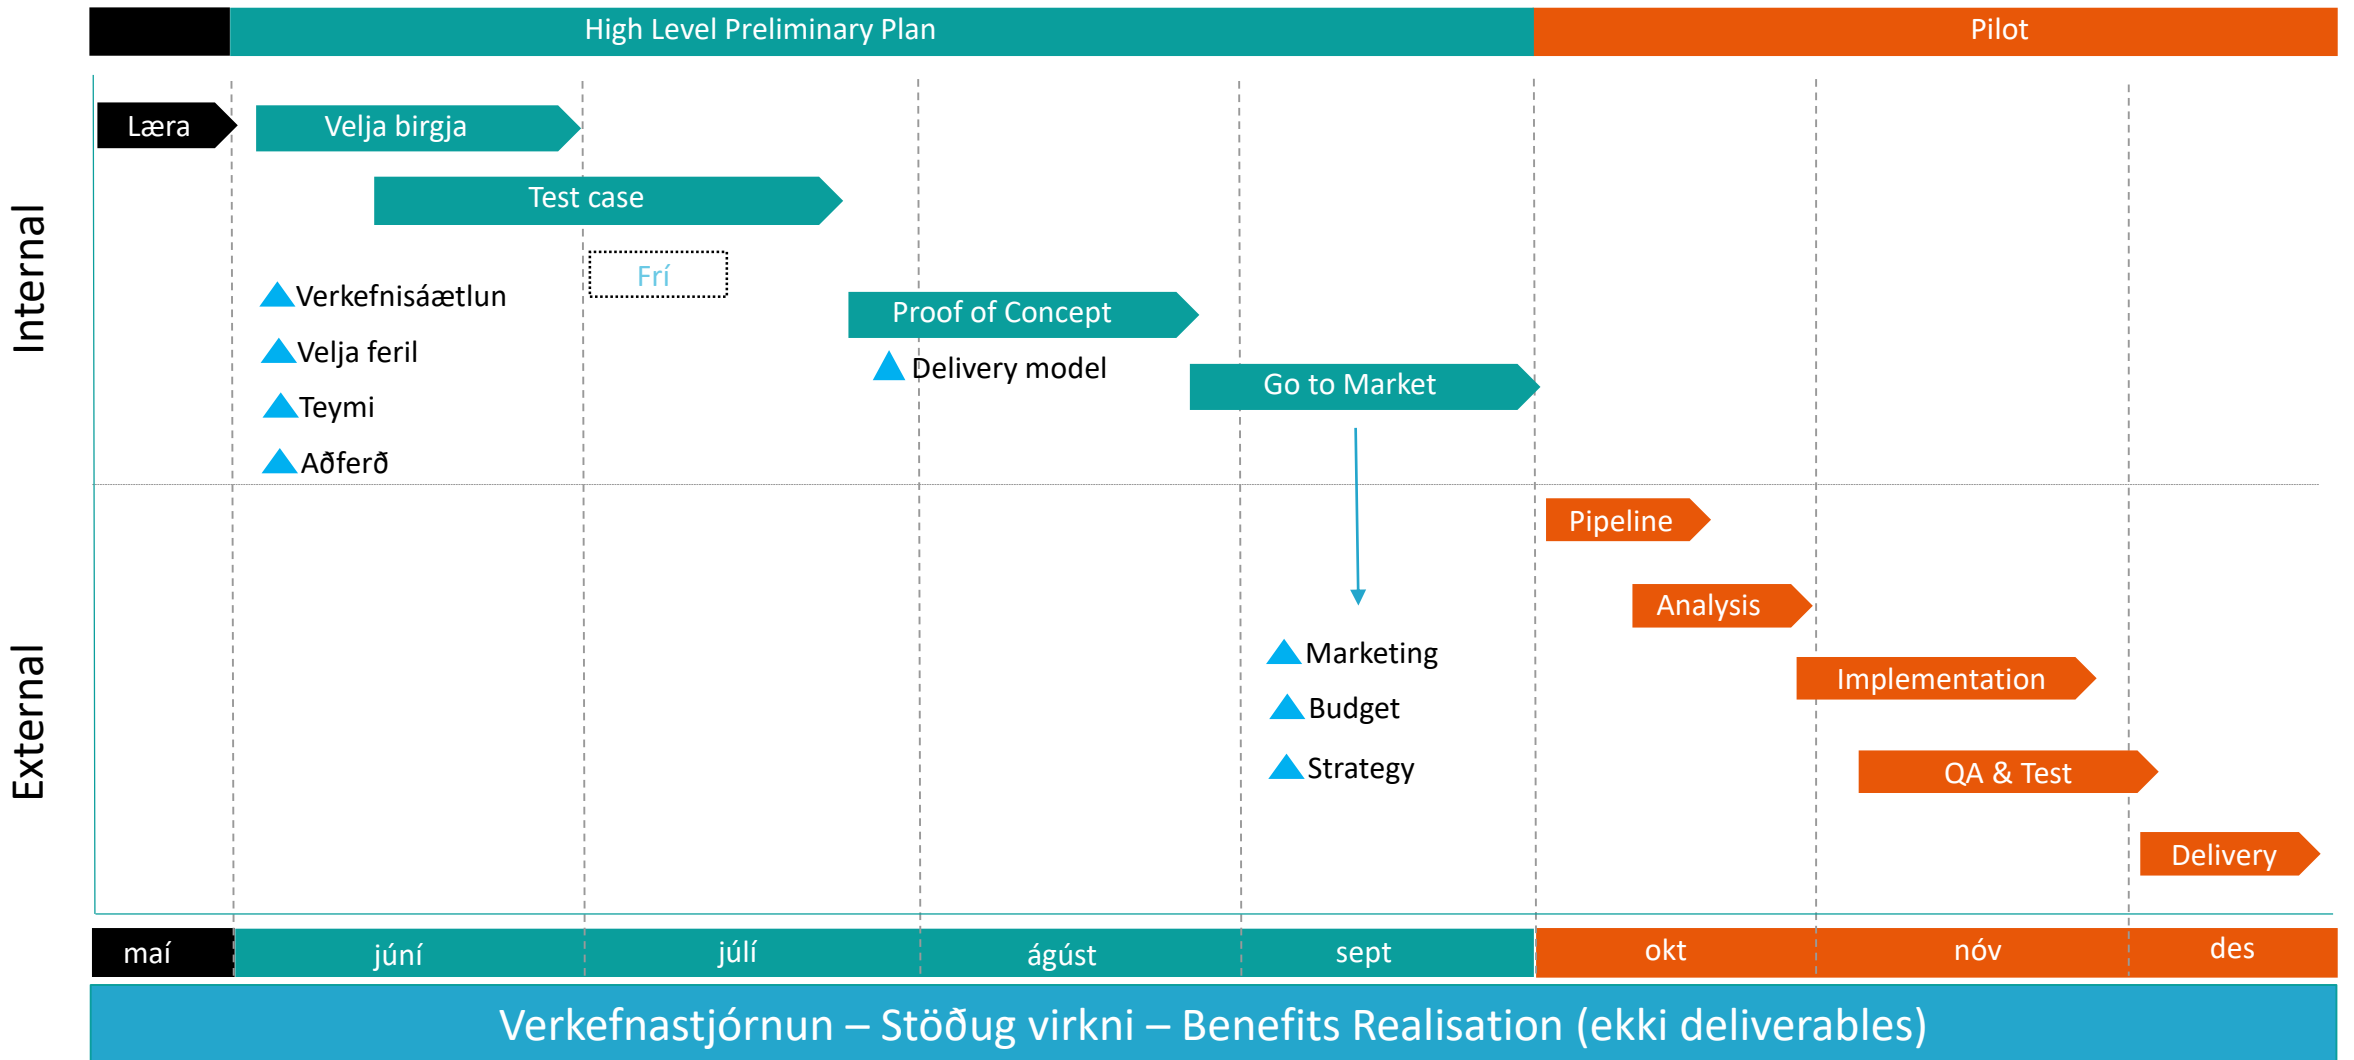 High Level Preliminary Plan
Pilot
Internal
Læra
Velja birgja
Test case
Frí
Verkefnisáætlun
Velja feril
Teymi
Aðferð
Proof of Concept
Delivery model
Go to Market
External
Pipeline
Analysis
Marketing
Implementation
Budget
Strategy
QA & Test
Delivery
maí
júní
júlí
ágúst
sept
okt
nóv
des
Verkefnastjórnun – Stöðug virkni – Benefits Realisation (ekki deliverables)